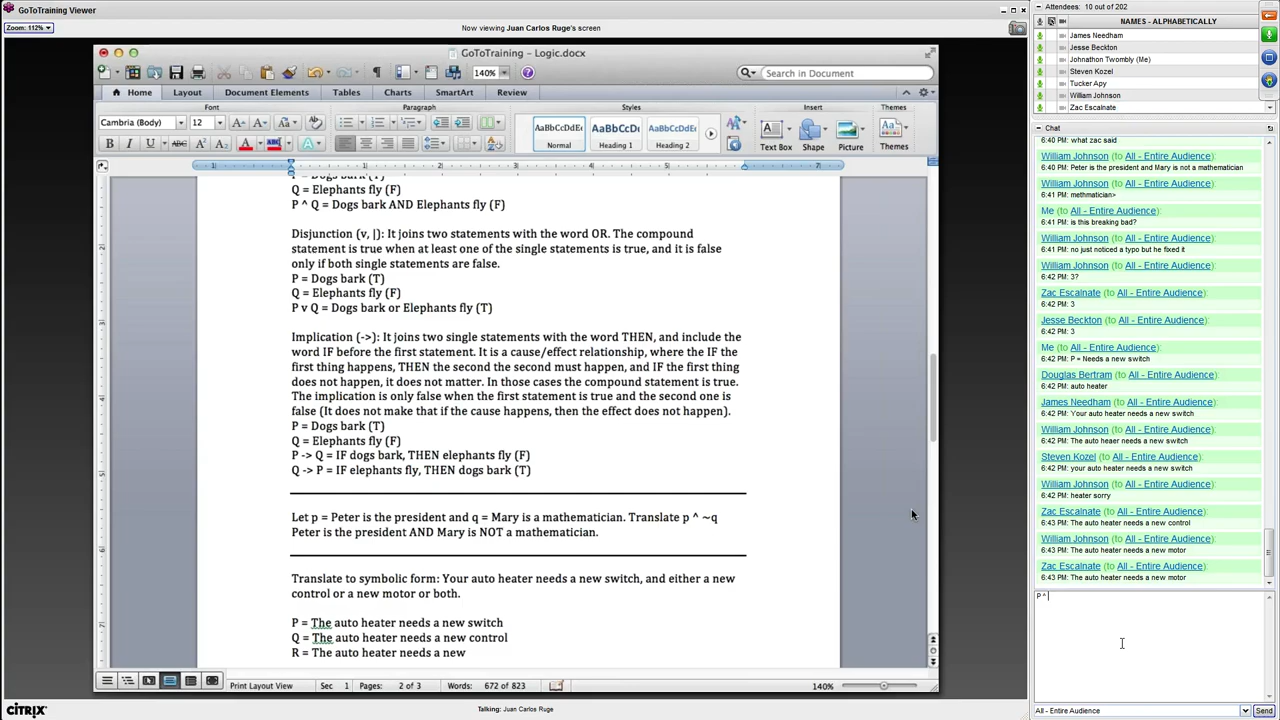 GoToTraining Viewer
Zoom: 112%
Now viewing Juan Carlos Ruge's screen
GoToTraining - Logic.docx
140%
Search in Document
Home
Layout
Document Elements
Tables
Charts
SmartArt
Review
Font
Paragraph
Styles
Insert
Themes
Cambria (Body)
12
AaBbCcDdEe
Normal
AaBbCcDc
Heading 1
AaBbCcDd
Heading 2
Text Box
Shape
Picture
Themes
P = Dogs bark (T)
Q = Elephants fly (F)
P ^ Q = Dogs bark AND Elephants fly (F)
Disjunction (v, |): It joins two statements with the word OR. The compound
statement is true when at least one of the single statements is true, and it is false
only if both single statements are false.
P = Dogs bark (T)
Q = Elephants fly (F)
P v Q = Dogs bark or Elephants fly (T)
Implication (->): It joins two single statements with the word THEN, and include the
word IF before the first statement. It is a cause/effect relationship, where the IF the
first thing happens, THEN the second the second must happen, and IF the first thing
does not happen, it does not matter. In those cases the compound statement is true.
The implication is only false when the first statement is true and the second one is
false (It does not make that if the cause happens, then the effect does not happen).
P = Dogs bark (T)
Q = Elephants fly (F)
P -> Q = IF dogs bark, THEN elephants fly (F)
Q -> P = IF elephants fly, THEN dogs bark (T)
Let p = Peter is the president and q = Mary is a mathematician. Translate p ^ ~q
Peter is the president AND Mary is NOT a mathematician.
Translate to symbolic form: Your auto heater needs a new switch, and either a new
control or a new motor or both.
P = The auto heater needs a new switch
Q = The auto heater needs a new control
R = The auto heater needs a new
Print Layout View
Sec 1
Pages: 2 of 3
Words: 672 of 823
140%
CITRIX
Talking: Juan Carlos Ruge
Attendees: 10 out of 202
NAMES - ALPHABETICALLY
James Needham
Jesse Beckton
Johnathon Twombly (Me)
Steven Kozel
Tucker Apy
William Johnson
Zac Escalnate
Chat
6:40 PM: what zac said
William Johnson (to All - Entire Audience):
6:40 PM: Peter is the president and Mary is not a mathematician
William Johnson (to All - Entire Audience):
6:41 PM: methmatician>
Me (to All - Entire Audience):
6:41 PM: is this breaking bad?
William Johnson (to All - Entire Audience):
6:41 PM: no just noticed a typo but he fixed it
William Johnson (to All - Entire Audience):
6:42 PM: 3?
Zac Escalnate (to All - Entire Audience):
6:42 PM: 3
Jesse Beckton (to All - Entire Audience):
6:42 PM: 3
Me (to All - Entire Audience):
6:42 PM: P = Needs a new switch
Douglas Bertram (to All - Entire Audience):
6:42 PM: auto heater
James Needham (to All - Entire Audience):
6:42 PM: Your auto heater needs a new switch
William Johnson (to All - Entire Audience):
6:42 PM: The auto heaer needs a new switch
Steven Kozel (to All - Entire Audience):
6:42 PM: your auto heater needs a new switch
William Johnson (to All - Entire Audience):
6:42 PM: heater sorry
Zac Escalnate (to All - Entire Audience):
6:43 PM: The auto heater needs a new control
William Johnson (to All - Entire Audience):
6:43 PM: The auto heater needs a new motor
Zac Escalnate (to All - Entire Audience):
6:43 PM: The auto heater needs a new motor
P ^
All - Entire Audience
Send